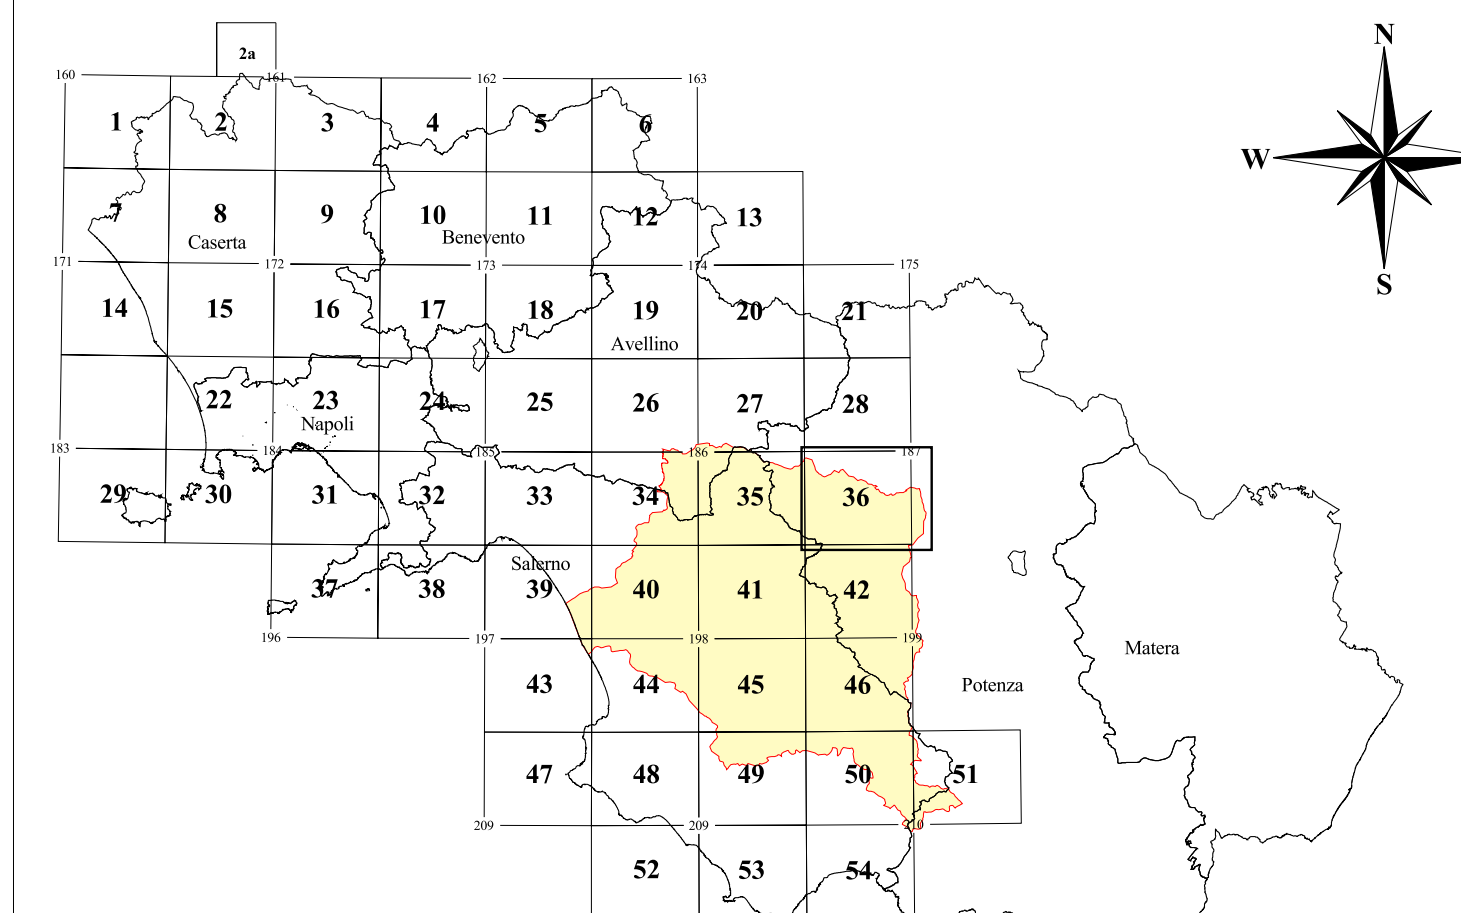 N
2a
160 161 162 163
1 2 3 4 5 6
W
7 8 9 10 11 12 13
Caserta Benevento
171 172 173 174 175
S
14 15 16 17 18 19 20 21
Avellino
22 23 24 25 26 27 28
Napoli
183 184 185 186 187
29 30 31 32 33 34 35 36
Salerno
37 38 39 40 41 42
196 197 198 199
Matera
43 44 45 46 Potenza
47 48 49 50 51
209 209
52 53 54